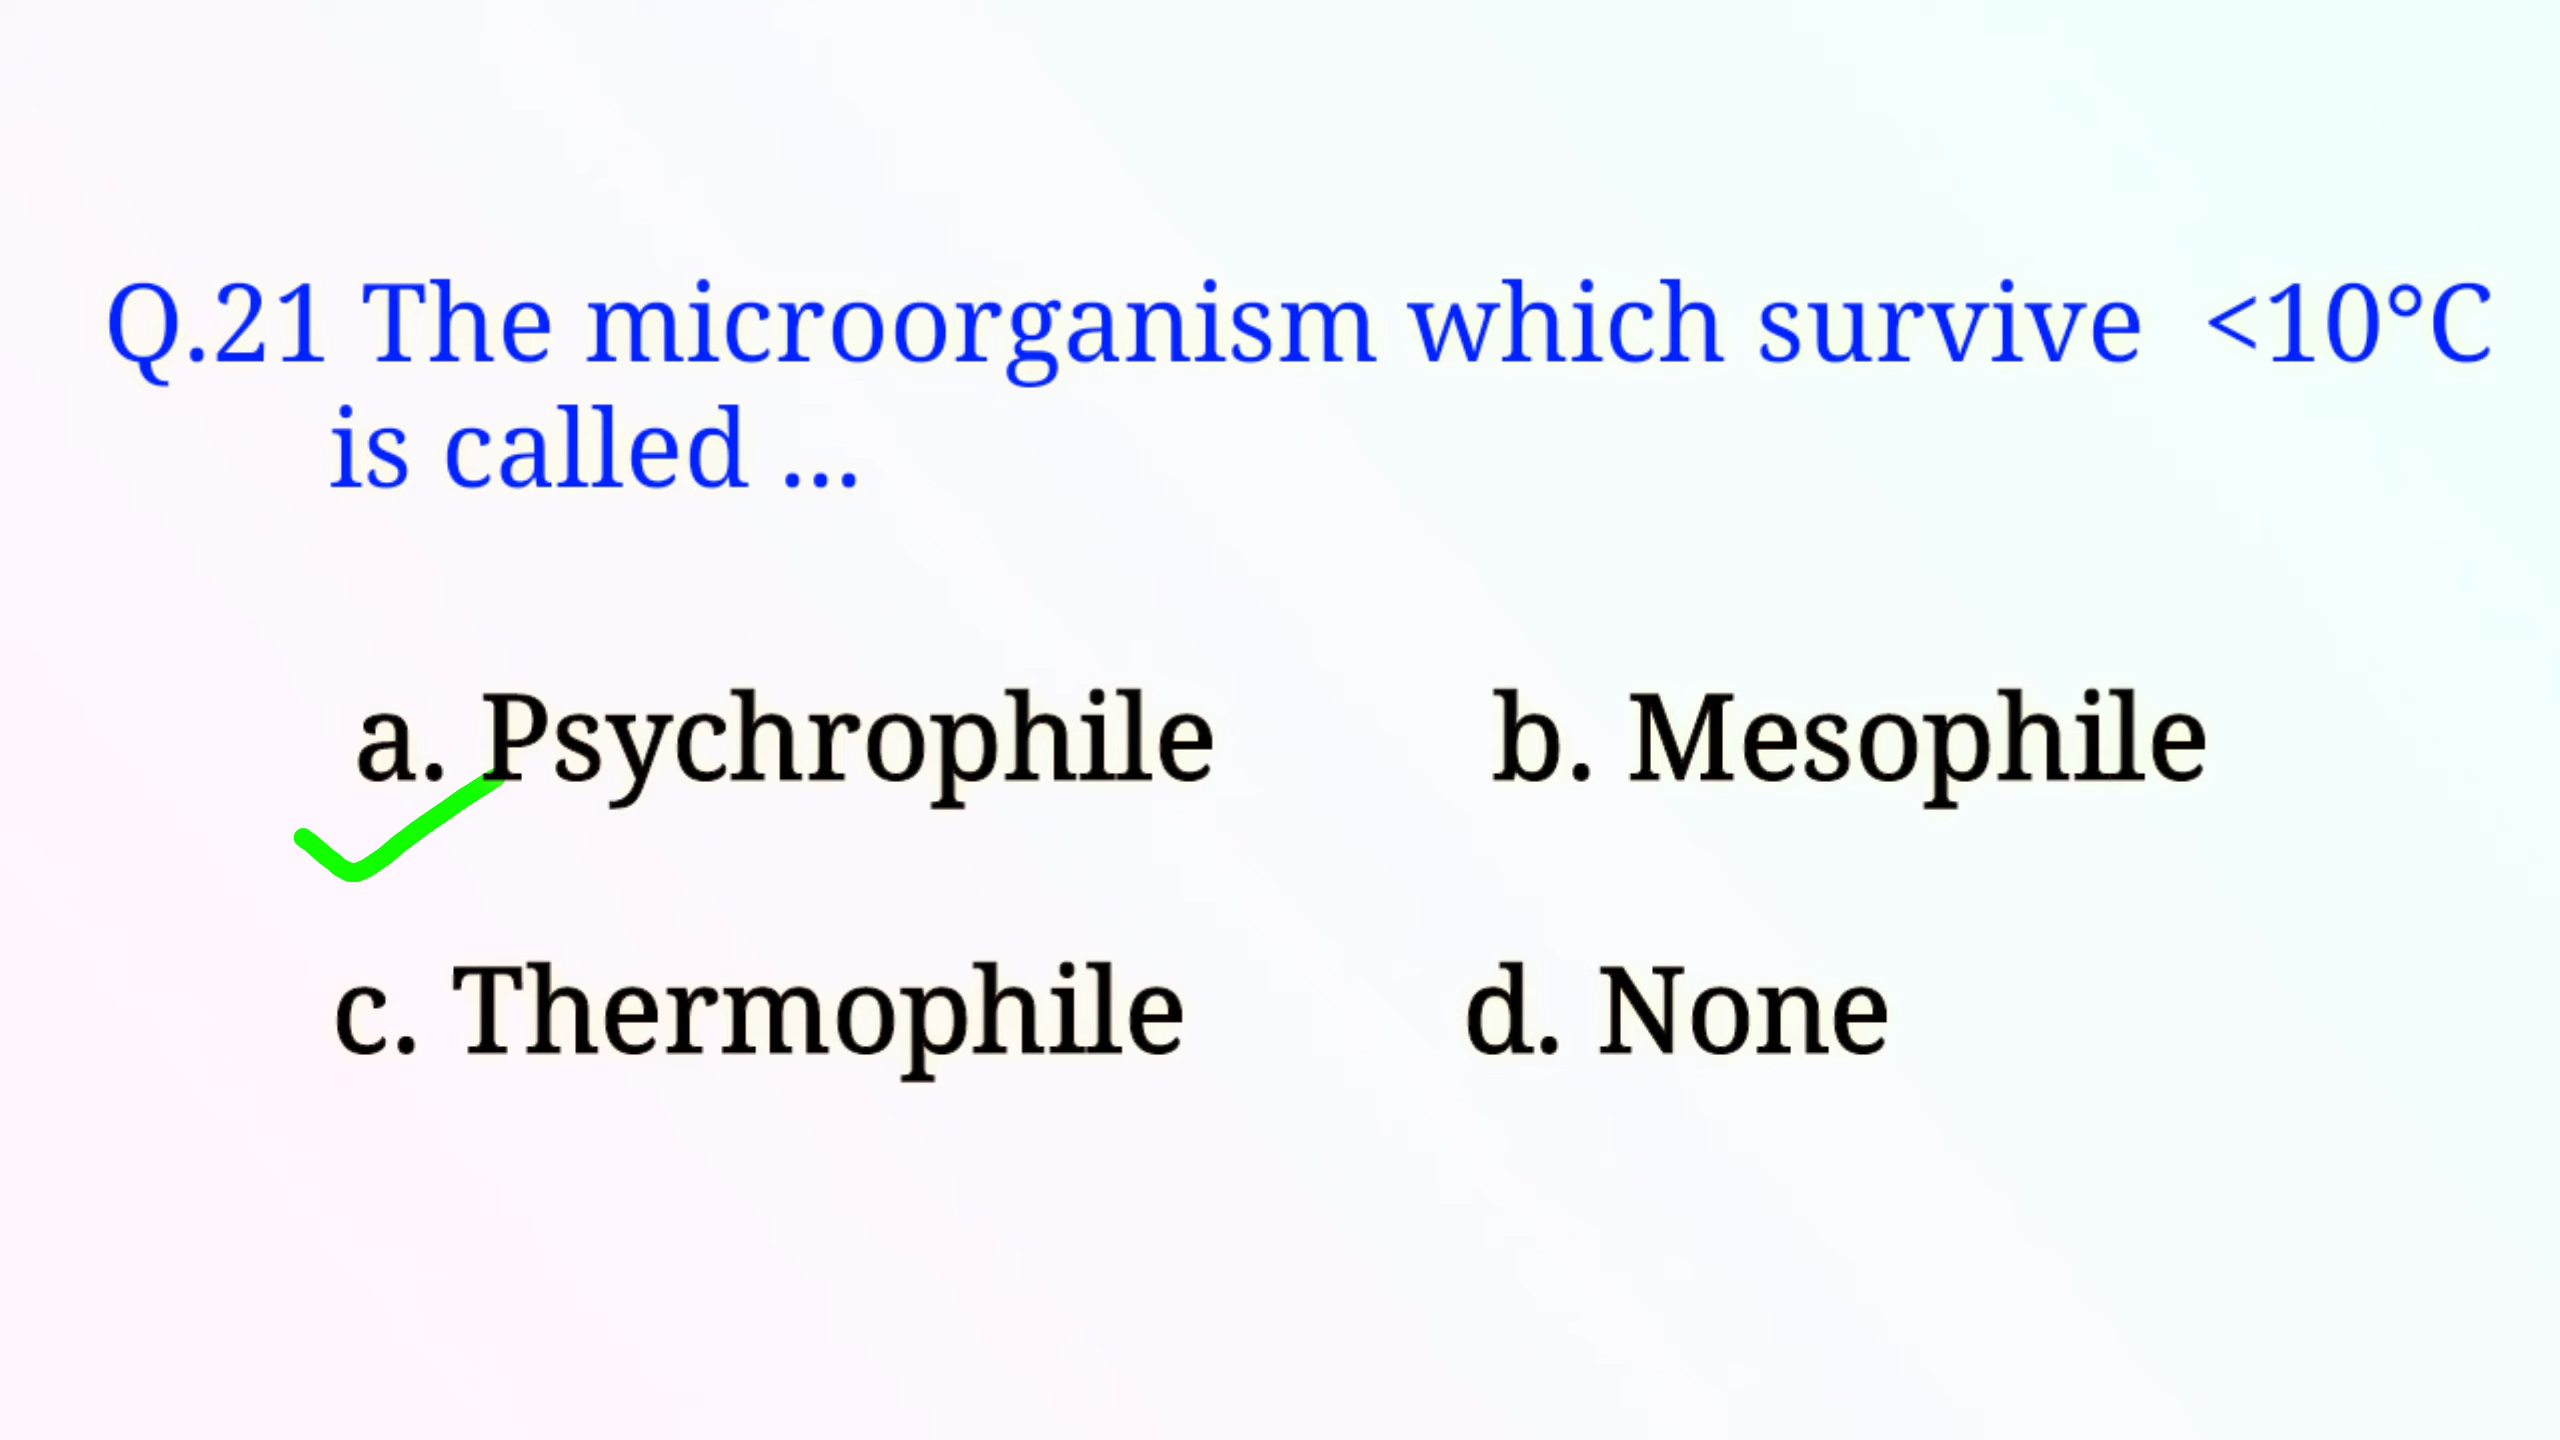 Q.21 The microorganism which survive <10°C
is called ...
a. Psychrophile b. Mesophile
c. Thermophile d. None